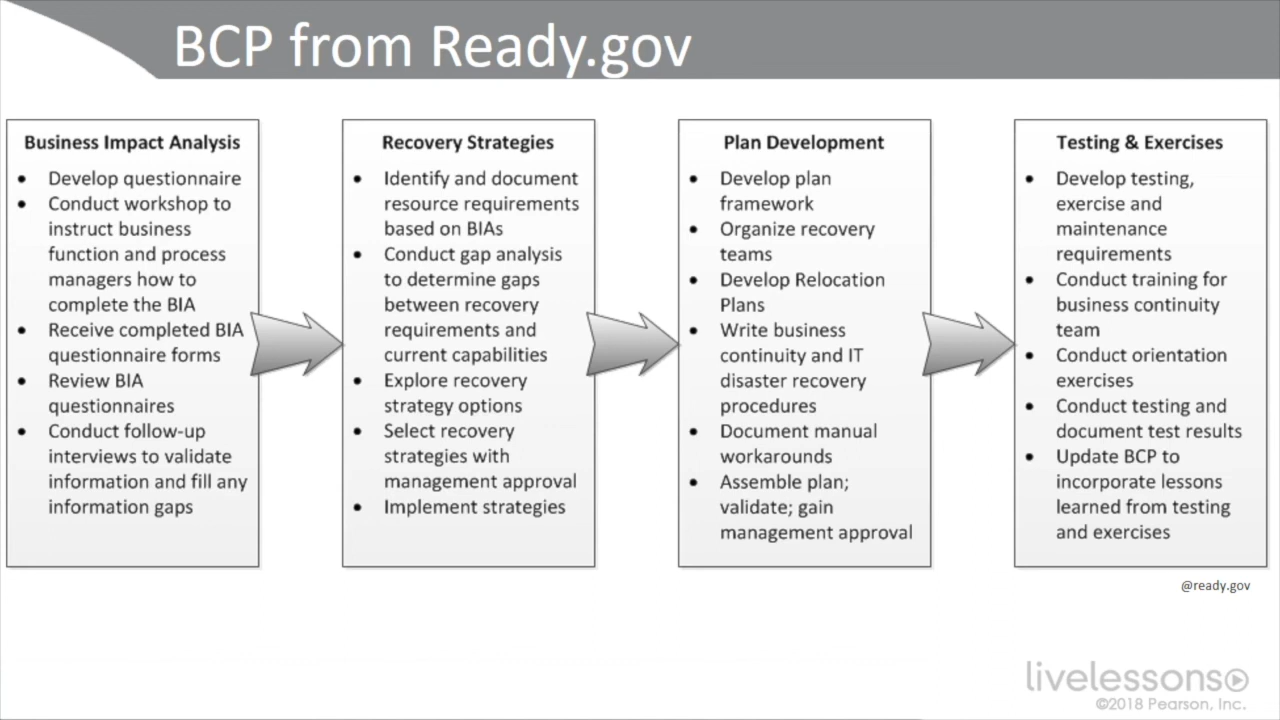 BCP from Ready.gov
Business Impact Analysis
• Develop questionnaire
• Conduct workshop to
instruct business
function and process
managers how to
complete the BIA
• Receive completed BIA
questionnaire forms
• Review BIA
questionnaires
• Conduct follow-up
interviews to validate
information and fill any
information gaps
Recovery Strategies
• Identify and document
resource requirements
based on BIAs
• Conduct gap analysis
to determine gaps
between recovery
requirements and
current capabilities
• Explore recovery
strategy options
• Select recovery
strategies with
management approval
• Implement strategies
Plan Development
• Develop plan
framework
• Organize recovery
teams
• Develop Relocation
Plans
• Write business
continuity and IT
disaster recovery
procedures
• Document manual
workarounds
• Assemble plan;
validate; gain
management approval
Testing & Exercises
• Develop testing,
exercise and
maintenance
requirements
• Conduct training for
business continuity
team
• Conduct orientation
exercises
• Conduct testing and
document test results
• Update BCP to
incorporate lessons
learned from testing
and exercises
@ready.gov
livelessons
©2018 Pearson, Inc.